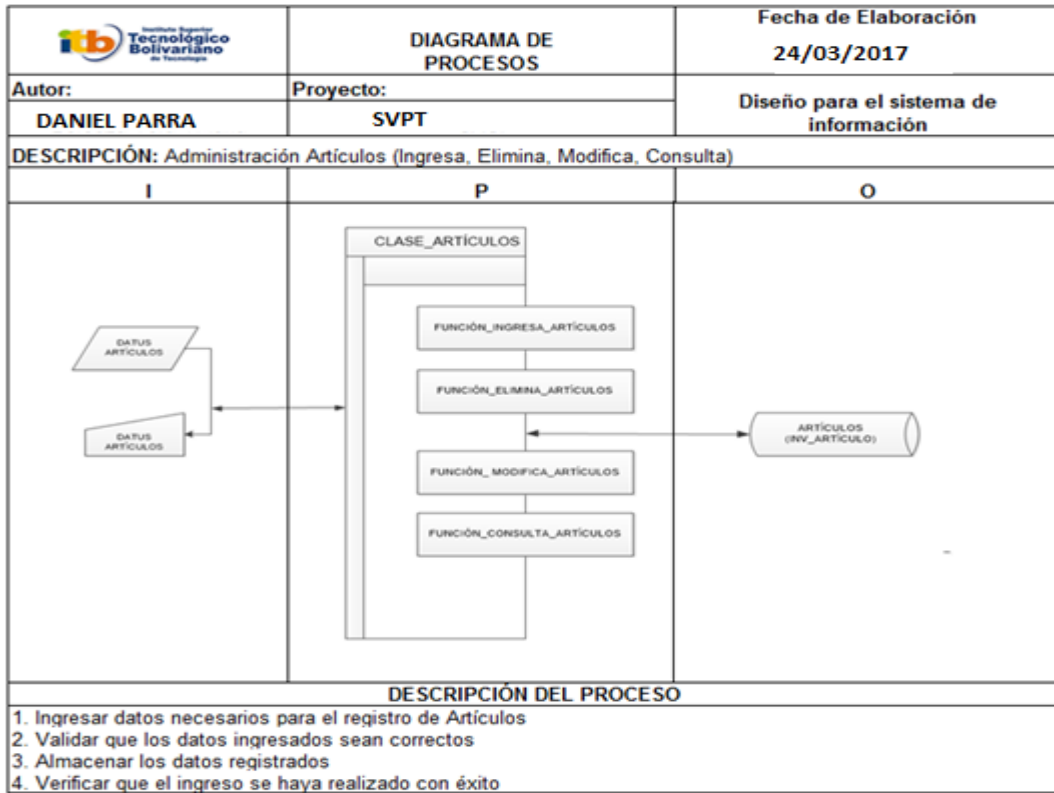 Instituto Superior
itb Tecnológico
Bolivariano
de Tecnología
DIAGRAMA DE
PROCESOS
Fecha de Elaboración
24/03/2017
Autor:
Proyecto:
DANIEL PARRA
SVPT
Diseño para el sistema de
información
DESCRIPCIÓN: Administración Artículos (Ingresa, Elimina, Modifica, Consulta)
I
P
O
CLASE_ARTÍCULOS
DATUS
ARTÍCULOS
DATUS
ARTÍCULOS
FUNCIÓN_INGRESA_ARTÍCULOS
FUNCIÓN_ELIMINA_ARTÍCULOS
FUNCIÓN_ MODIFICA_ARTÍCULOS
FUNCIÓN_CONSULTA_ARTÍCULOS
ARTÍCULOS
(INV_ARTÍCULO)
DESCRIPCIÓN DEL PROCESO
1. Ingresar datos necesarios para el registro de Artículos
2. Validar que los datos ingresados sean correctos
3. Almacenar los datos registrados
4. Verificar que el ingreso se haya realizado con éxito